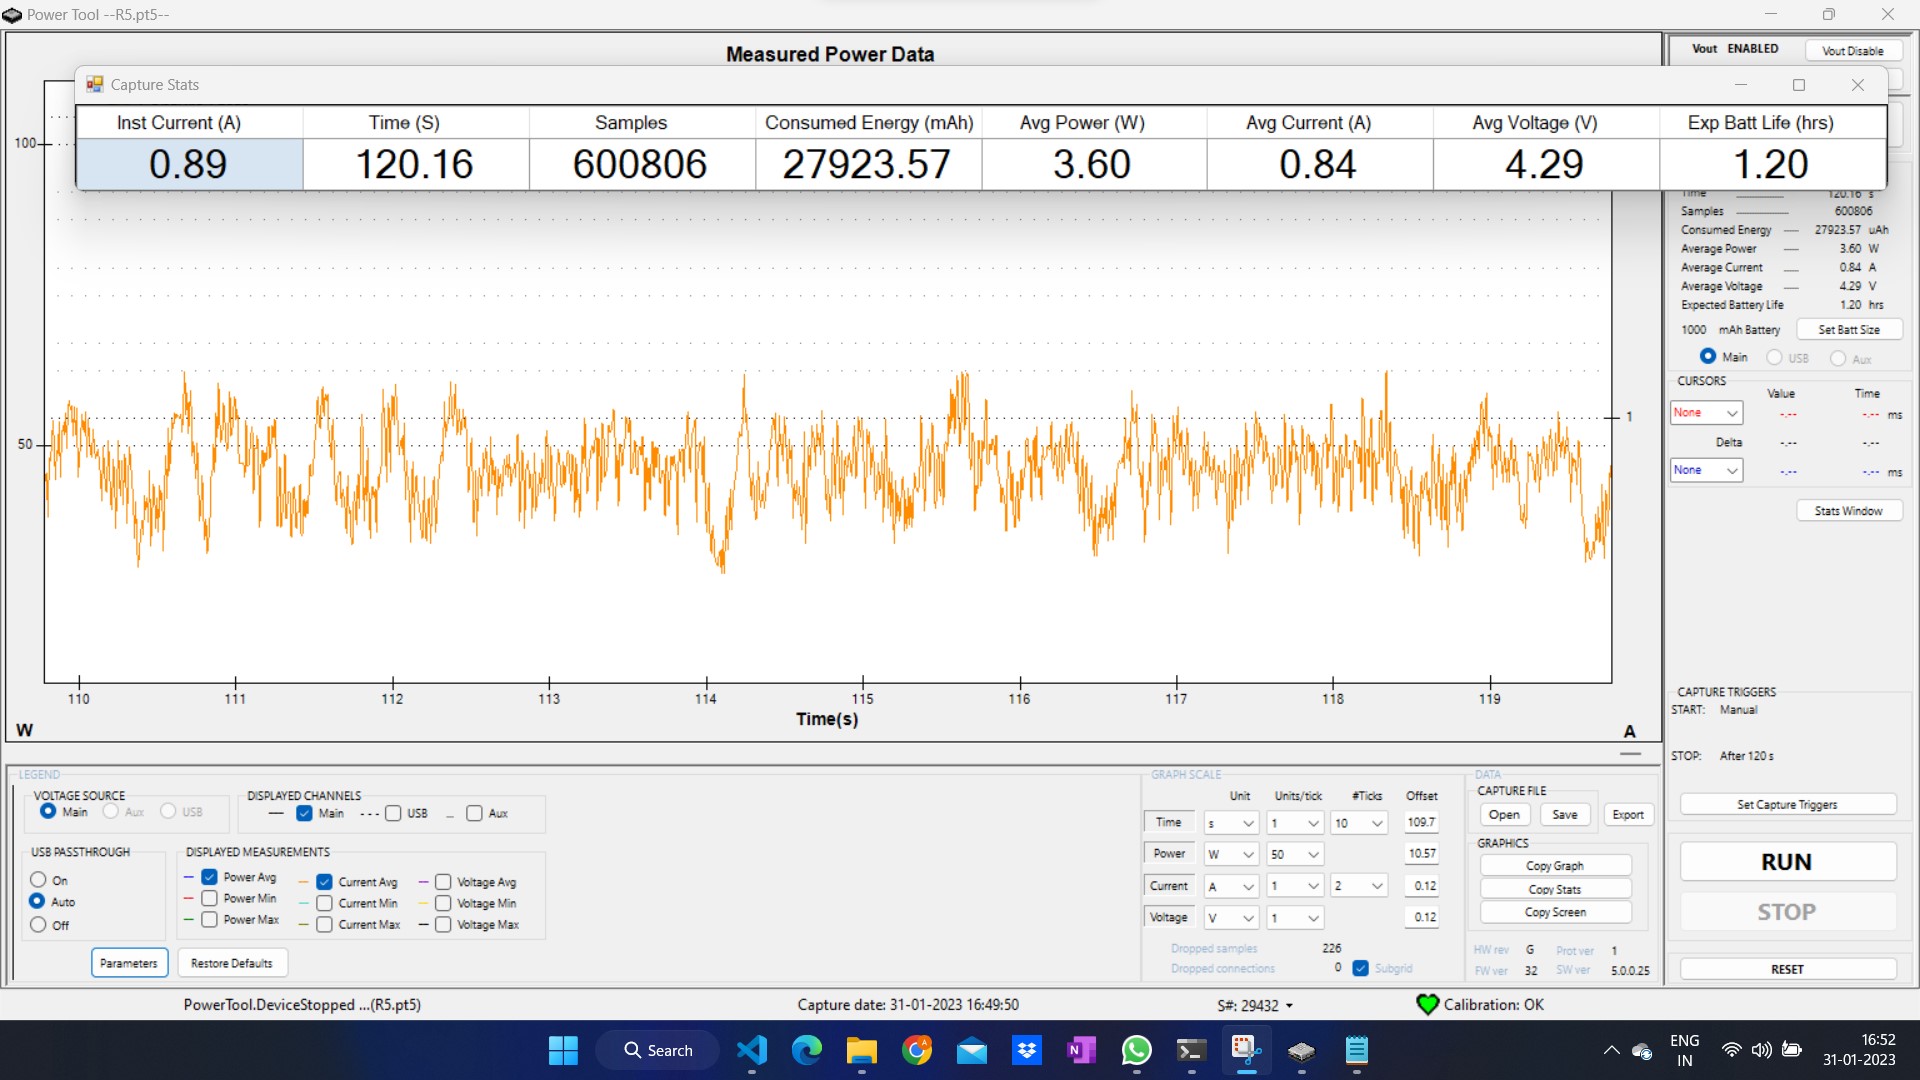 Power Tool --R5.pt5--
Measured Power Data
Vout ENABLED
Vout Disable
Capture Stats
Inst Current (A) Time (S) Samples Consumed Energy (mAh) Avg Power (W) Avg Current (A) Avg Voltage (V) Exp Batt Life (hrs)
0.89 120.16 600806 27923.57 3.60 0.84 4.29 1.20
100
50
1
110 111 112 113 114 115 116 117 118 119
Time(s)
W
A
Time 120.16 s
Samples 600806
Consumed Energy 27923.57 uAh
Average Power 3.60 W
Average Current 0.84 A
Average Voltage 4.29 V
Expected Battery Life 1.20 hrs
1000 mAh Battery Set Batt Size
Main USB Aux
CURSORS
Value Time
None -.-- -.-- ms
Delta -.-- -.--
None -.-- -.-- ms
Stats Window
CAPTURE TRIGGERS
START: Manual
STOP: After 120 s
Set Capture Triggers
RUN
STOP
RESET
LEGEND
VOLTAGE SOURCE
Main Aux USB
DISPLAYED CHANNELS
Main USB Aux
USB PASSTHROUGH
On
Auto
Off
DISPLAYED MEASUREMENTS
Power Avg Current Avg Voltage Avg
Power Min Current Min Voltage Min
Power Max Current Max Voltage Max
Parameters Restore Defaults
GRAPH SCALE
Unit Units/tick #Ticks Offset
Time s 1 10 109.7
Power W 50 10.57
Current A 1 2 0.12
Voltage V 1 0.12
Dropped samples 226
Dropped connections 0 Subgrid
DATA
CAPTURE FILE
Open Save Export
GRAPHICS
Copy Graph
Copy Stats
Copy Screen
HW rev G Prot ver 1
FW ver 32 SW ver 5.0.0.25
PowerTool.DeviceStopped ...(R5.pt5) Capture date: 31-01-2023 16:49:50 S#: 29432 Calibration: OK
Search
ENG
IN
16:52
31-01-2023